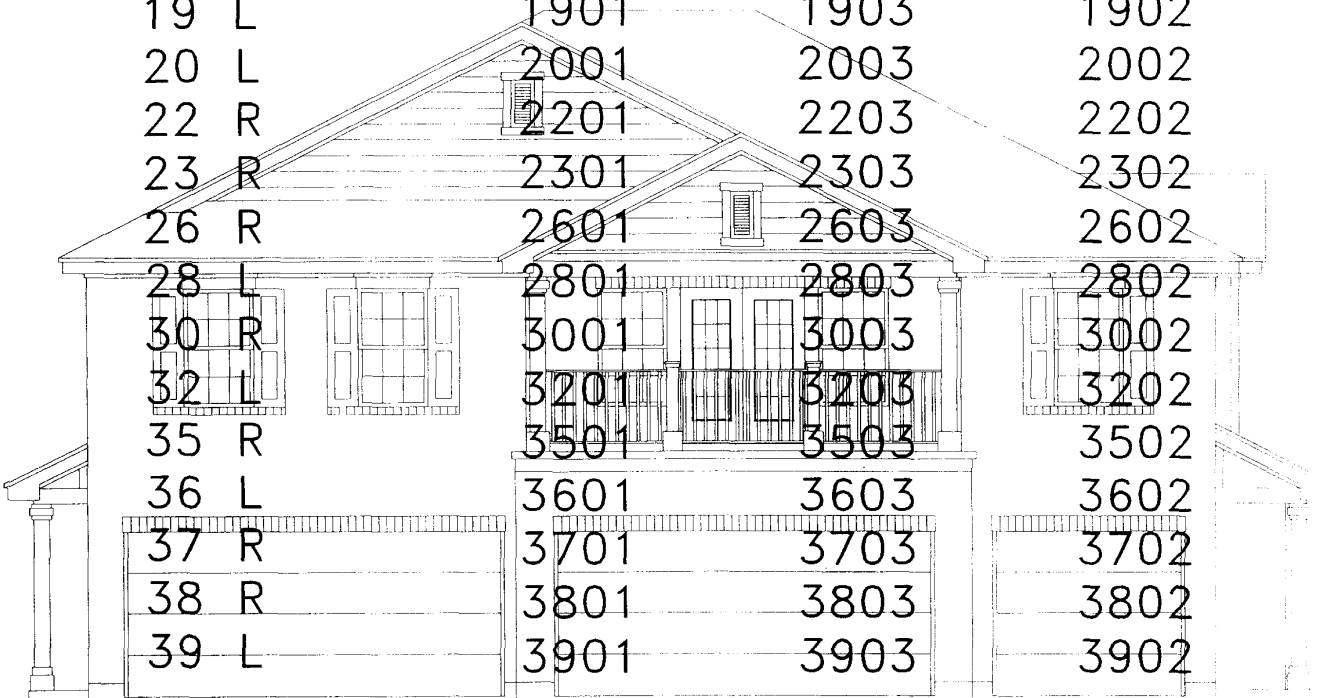 19 L 1901 1903 1902
20 L 2001 2003 2002
22 R 2201 2203 2202
23 R 2301 2303 2302
26 R 2601 2603 2602
28 L 2801 2803 2802
30 R 3001 3003 3002
32 L 3201 3203 3202
35 R 3501 3503 3502
36 L 3601 3603 3602
37 R 3701 3703 3702
38 R 3801 3803 3802
39 L 3901 3903 3902